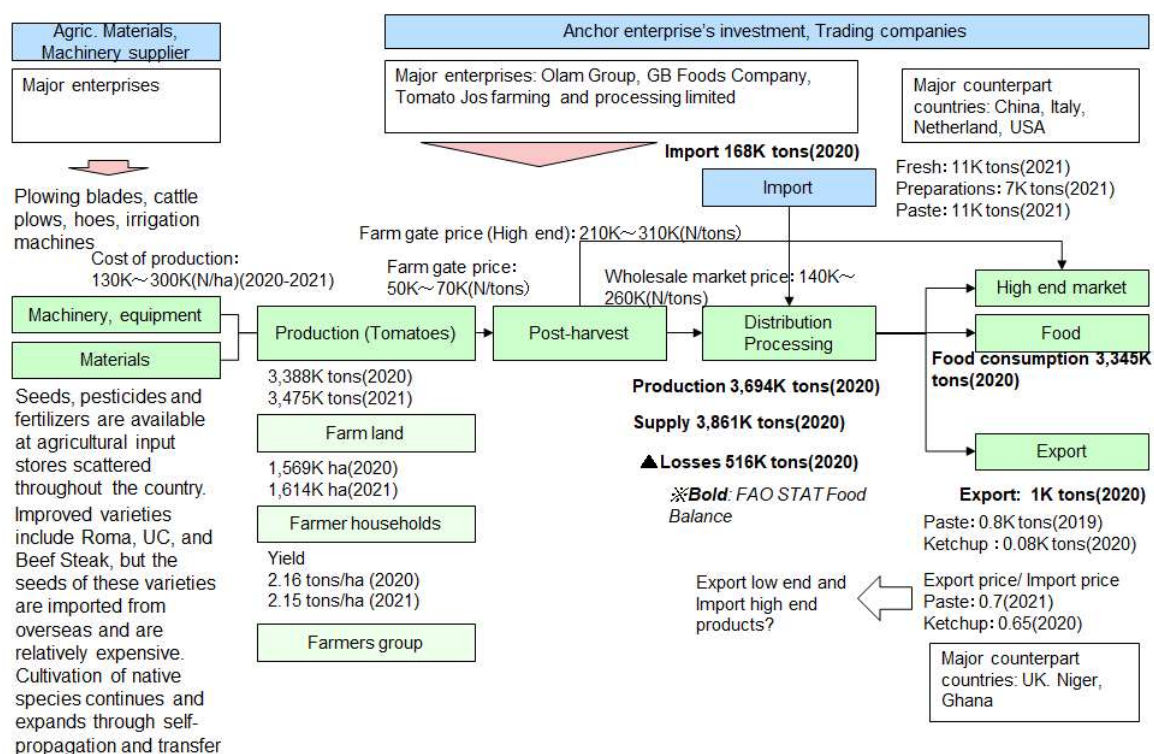 Agric. Materials,
Machinery supplier
Major enterprises
Anchor enterprise's investment, Trading companies
Major enterprises: Olam Group, GB Foods Company,
Tomato Jos farming and processing limited
Major counterpart
countries: China, Italy,
Netherland, USA
Import 168K tons(2020)
Import
Fresh: 11K tons(2021)
Preparations: 7K tons(2021)
Paste: 11K tons(2021)
Plowing blades, cattle
plows, hoes, irrigation
machines
Cost of production:
130K～300K(N/ha)(2020-2021)
Farm gate price (High end): 210K～310K(N/tons)
Farm gate price:
50K～70K(N/tons)
Wholesale market price: 140K～
260K(N/tons)
Machinery, equipment
Materials
Production (Tomatoes)
Post-harvest
Distribution
Processing
High end market
Food
Food consumption 3,345K
tons(2020)
Export
Export: 1K tons(2020)
Paste: 0.8K tons(2019)
Ketchup : 0.08K tons(2020)
Export price/ Import price
Paste: 0.7(2021)
Ketchup: 0.65(2020)
Major counterpart
countries: UK. Niger,
Ghana
Export low end and
Import high end
products?
Production 3,694K tons(2020)
Supply 3,861K tons(2020)
▲Losses 516K tons(2020)
※Bold: FAO STAT Food
Balance
3,388K tons(2020)
3,475K tons(2021)
Farm land
1,569K ha(2020)
1,614K ha(2021)
Farmer households
Yield
2.16 tons/ha (2020)
2.15 tons/ha (2021)
Farmers group
Seeds, pesticides and
fertilizers are available
at agricultural input
stores scattered
throughout the country.
Improved varieties
include Roma, UC, and
Beef Steak, but the
seeds of these varieties
are imported from
overseas and are
relatively expensive.
Cultivation of native
species continues and
expands through self-
propagation and transfer